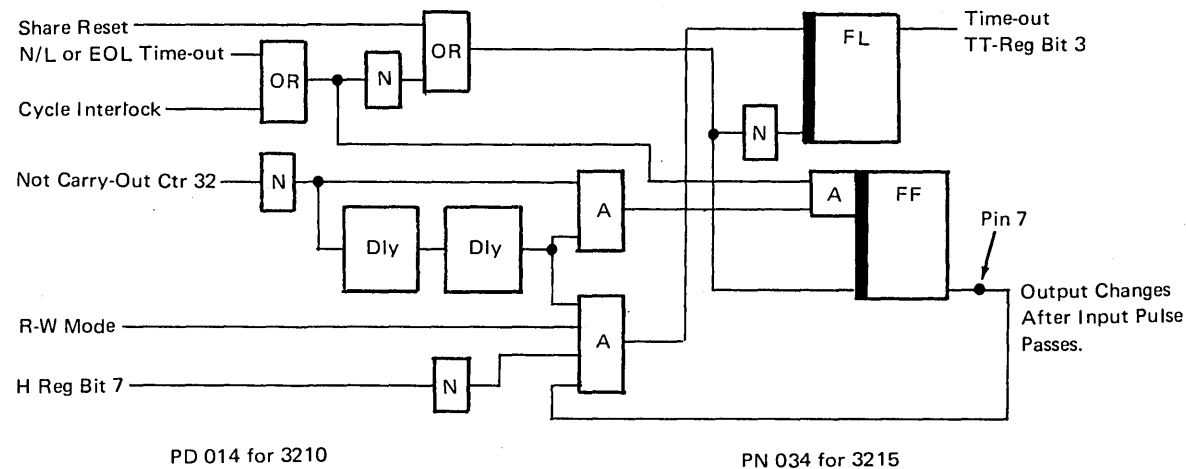 Share Reset
N/L or EOL Time-out
Cycle Interlock
OR
N
OR
Not Carry-Out Ctr 32
N
Dly
Dly
A
R-W Mode
A
H Reg Bit 7
N
FL
Time-out
TT-Reg Bit 3
N
A
FF
Pin 7
Output Changes
After Input Pulse
Passes.
PD 014 for 3210
PN 034 for 3215